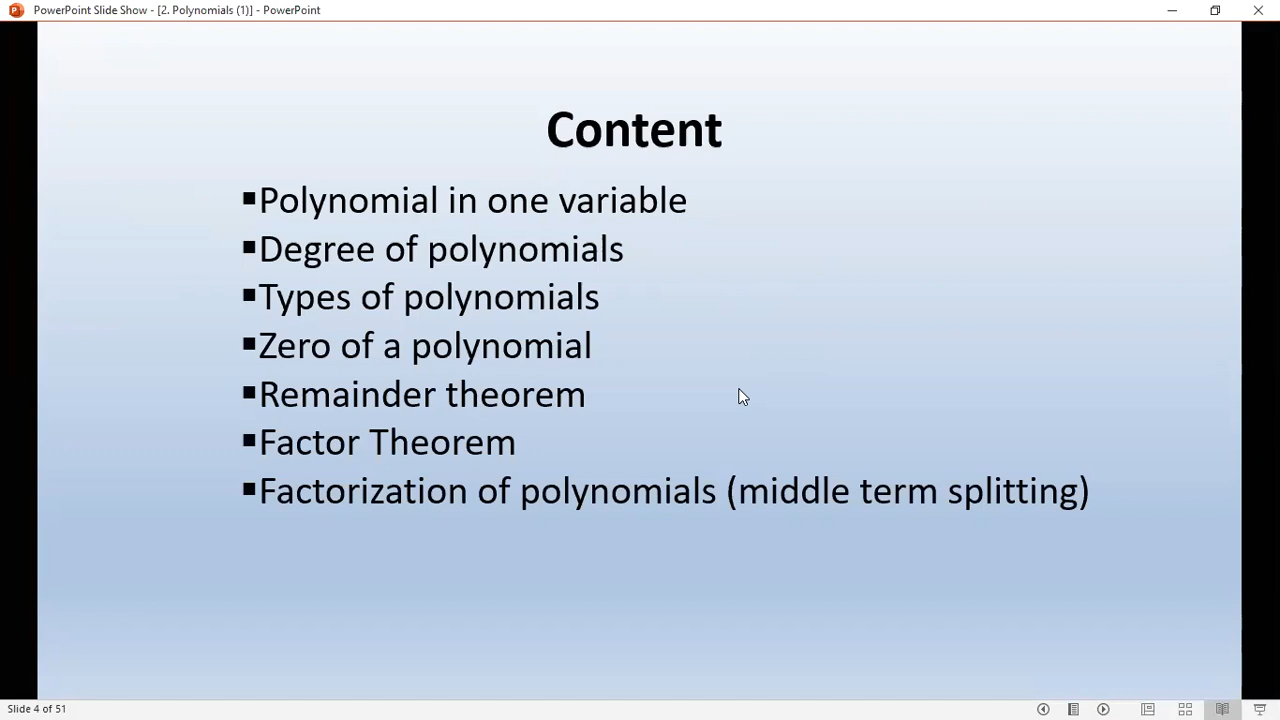 PowerPoint Slide Show - [2. Polynomials (1)] - PowerPoint
Content
▪Polynomial in one variable
▪Degree of polynomials
▪Types of polynomials
▪Zero of a polynomial
▪Remainder theorem
▪Factor Theorem
▪Factorization of polynomials (middle term splitting)
Slide 4 of 51